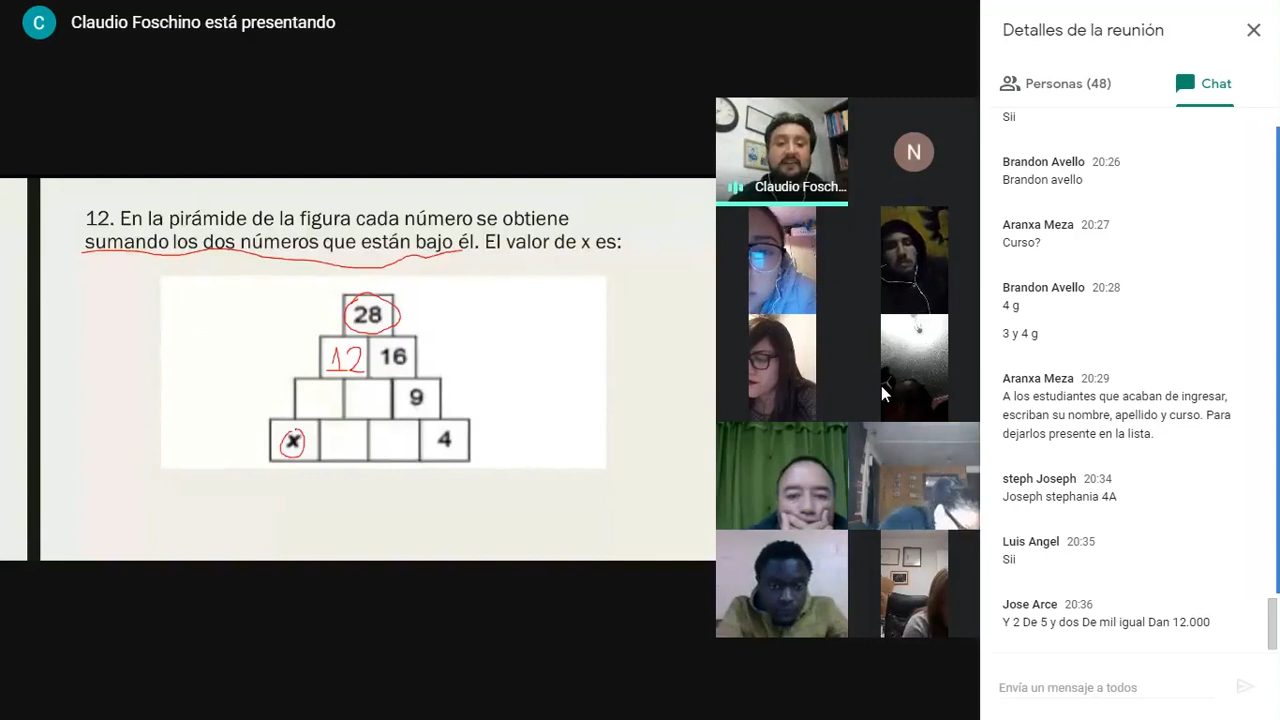 C Claudio Foschino está presentando
12. En la pirámide de la figura cada número se obtiene
sumando los dos números que están bajo él. El valor de x es:
28
12 16
9
x 4
Claudio Fosch...
N
Detalles de la reunión
Personas (48) Chat
Sii
Brandon Avello 20:26
Brandon avello
Aranxa Meza 20:27
Curso?
Brandon Avello 20:28
4 g
3 y 4 g
Aranxa Meza 20:29
A los estudiantes que acaban de ingresar,
escriban su nombre, apellido y curso. Para
dejarlos presente en la lista.
steph Joseph 20:34
Joseph stephania 4A
Luis Angel 20:35
Sii
Jose Arce 20:36
Y 2 De 5 y dos De mil igual Dan 12.000
Envía un mensaje a todos